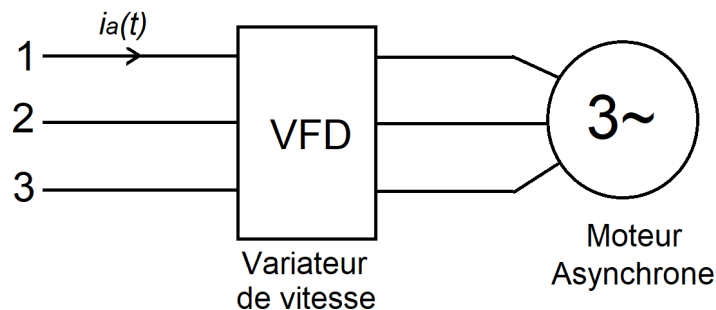 ia(t)
1
2
3
VFD
3~
Variateur
de vitesse
Moteur
Asynchrone